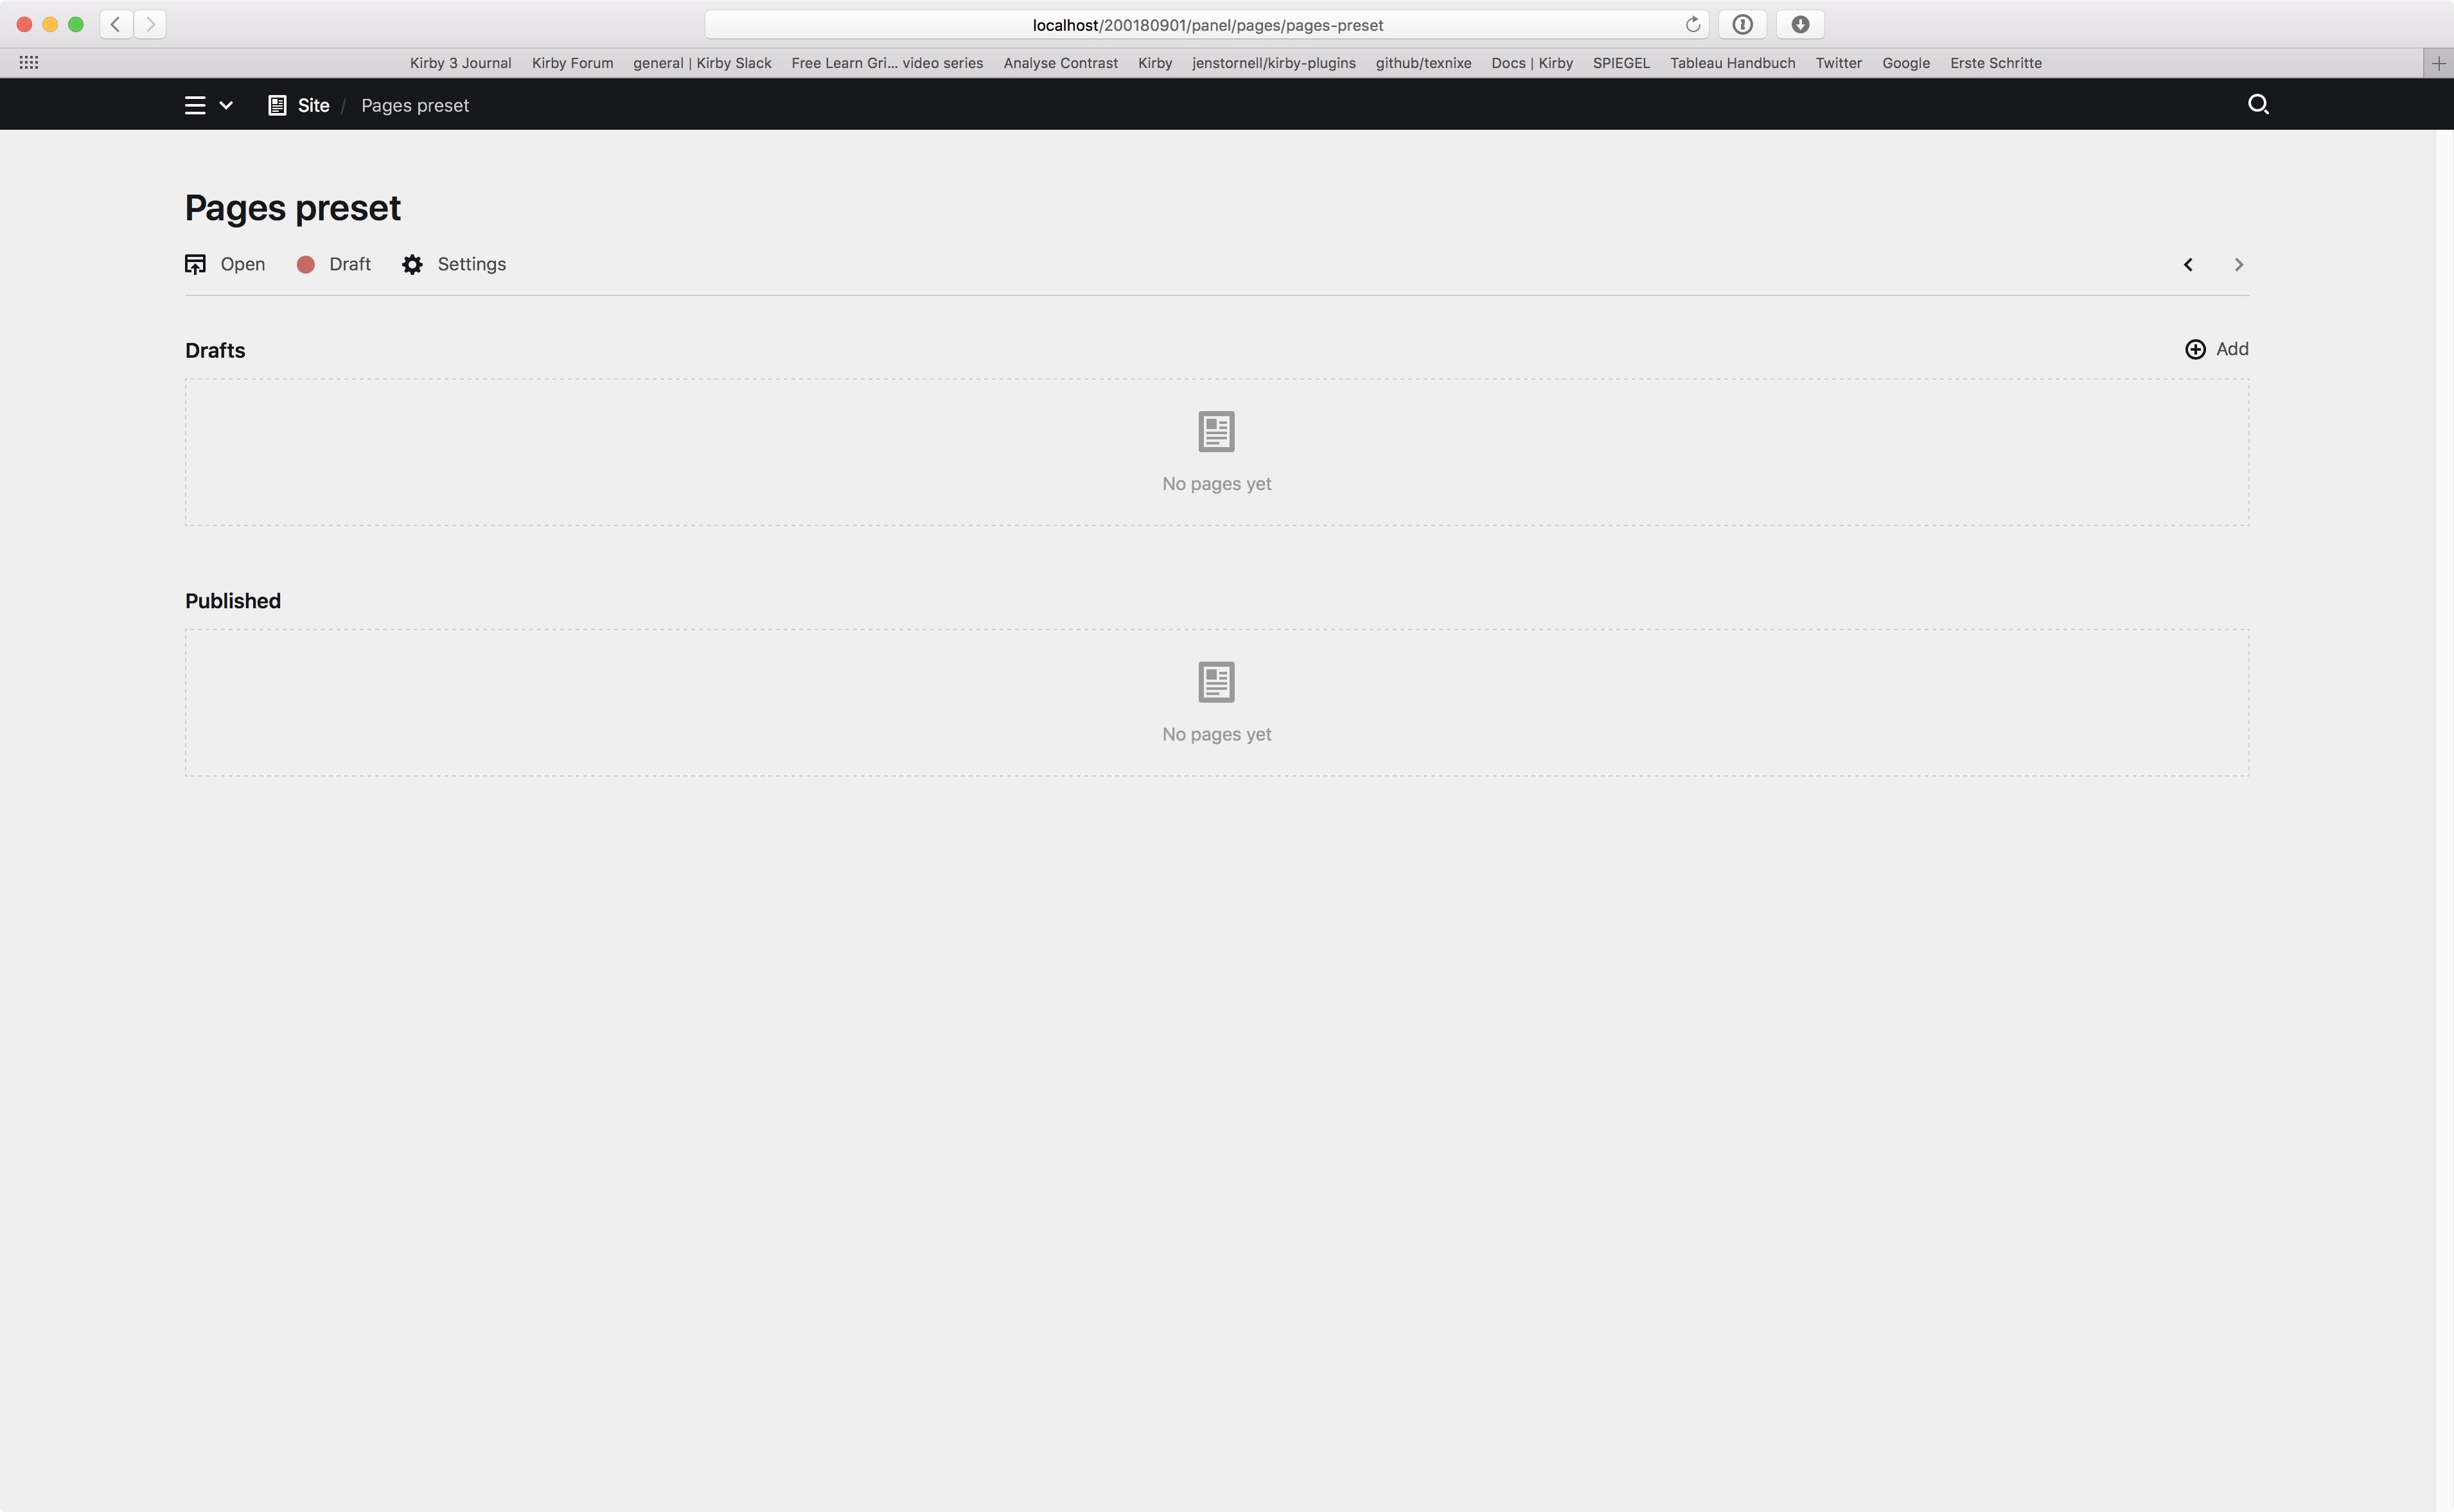 localhost/200180901/panel/pages/pages-preset
Kirby 3 Journal Kirby Forum general | Kirby Slack Free Learn Gri... video series Analyse Contrast Kirby jenstornell/kirby-plugins github/texnixe Docs | Kirby SPIEGEL Tableau Handbuch Twitter Google Erste Schritte
Site / Pages preset
Pages preset
Open Draft Settings
Drafts Add
No pages yet
Published
No pages yet